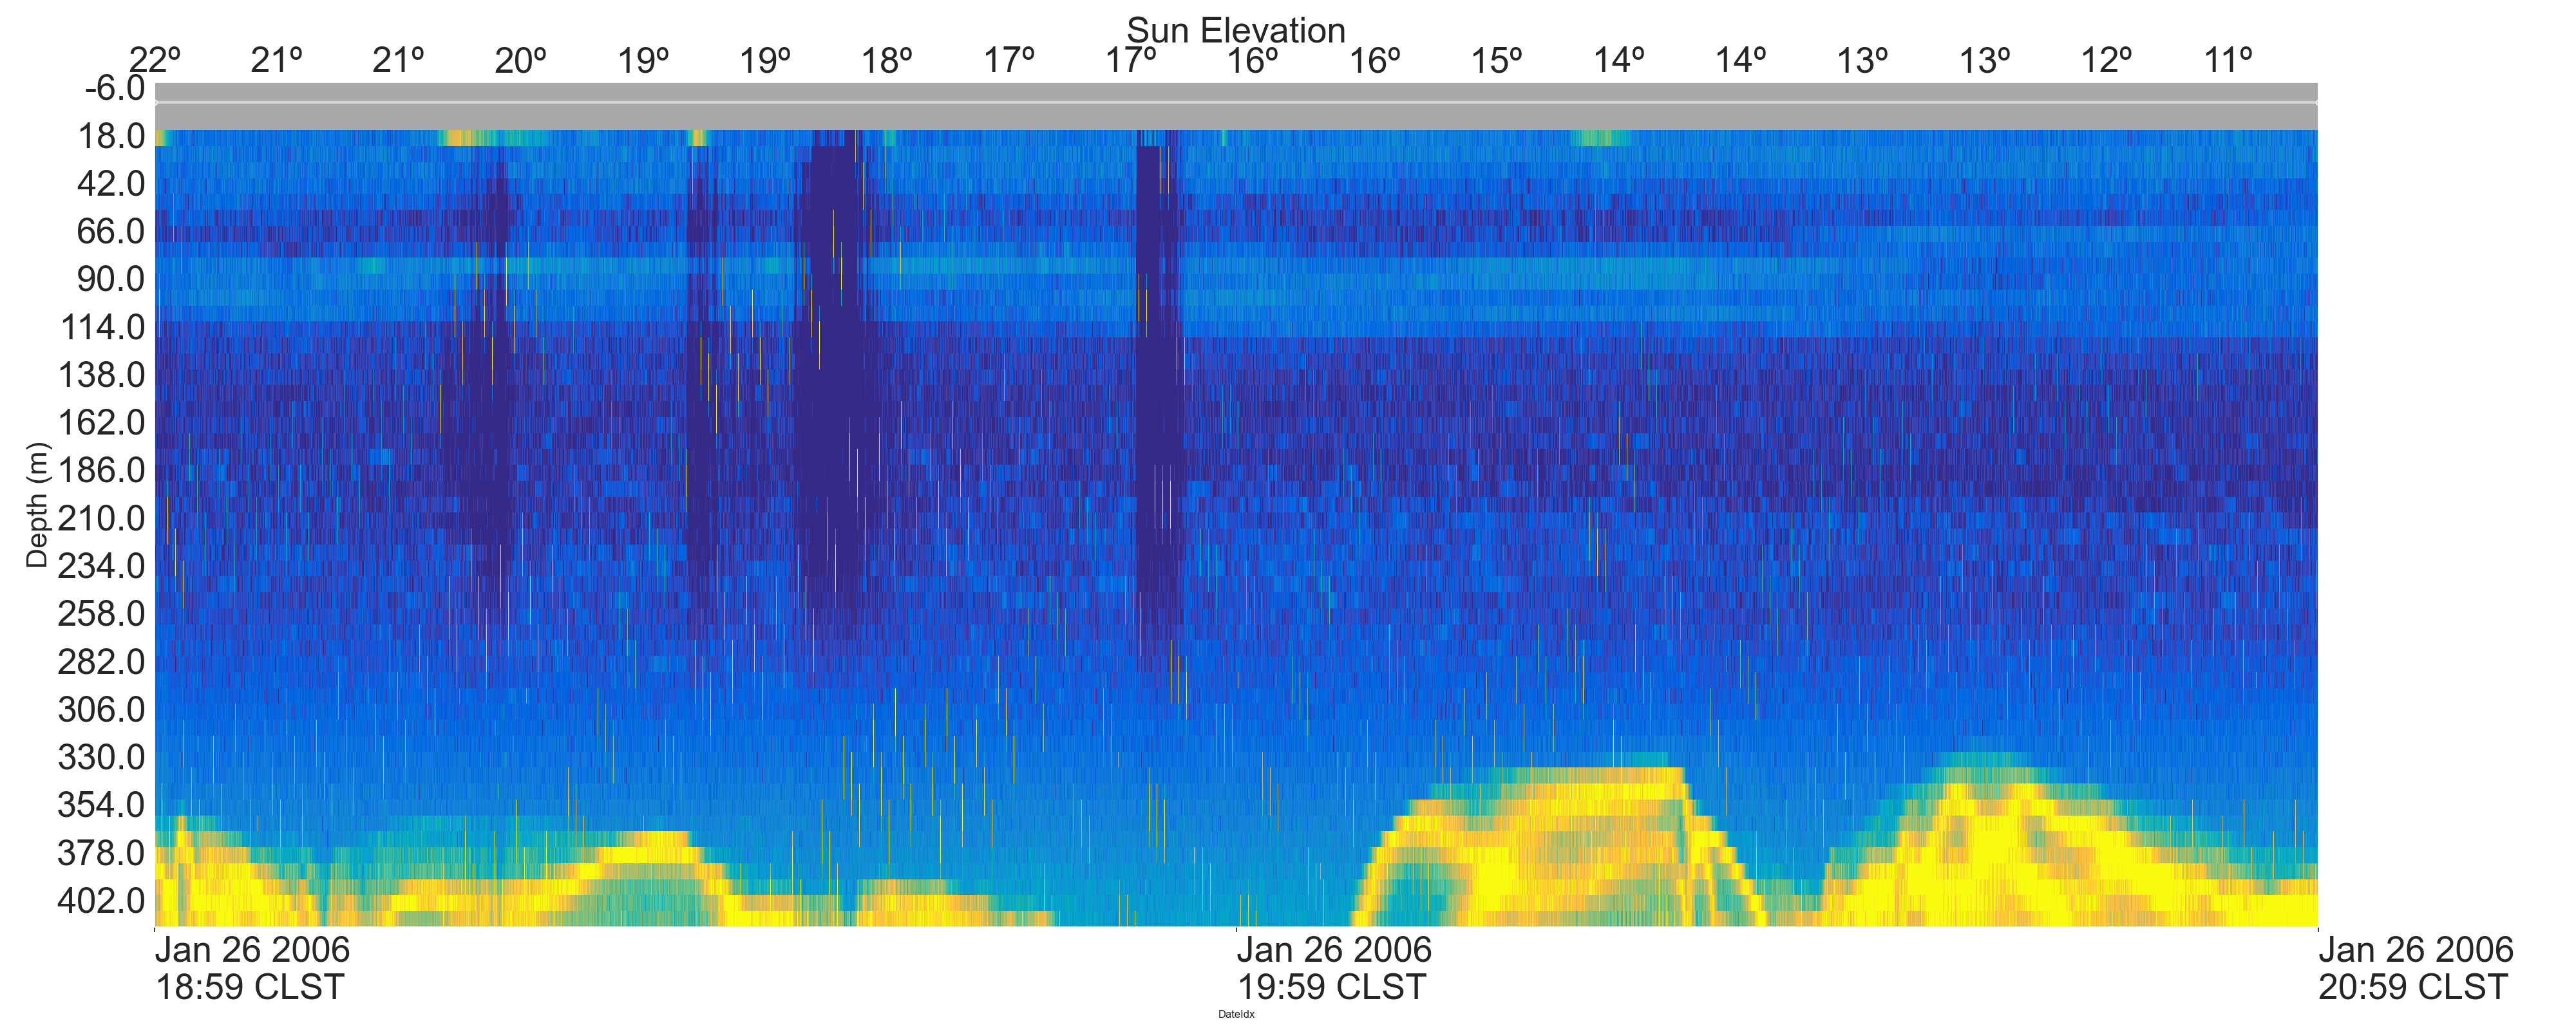 Sun Elevation
22º 21º 21º 20º 19º 19º 18º 17º 17º 16º 16º 15º 14º 14º 13º 13º 12º 11º
-6.0
18.0
42.0
66.0
90.0
114.0
138.0
162.0
186.0
210.0
234.0
258.0
282.0
306.0
330.0
354.0
378.0
402.0
Depth (m)
Jan 26 2006
18:59 CLST
Jan 26 2006
19:59 CLST
Jan 26 2006
20:59 CLST
DateIdx